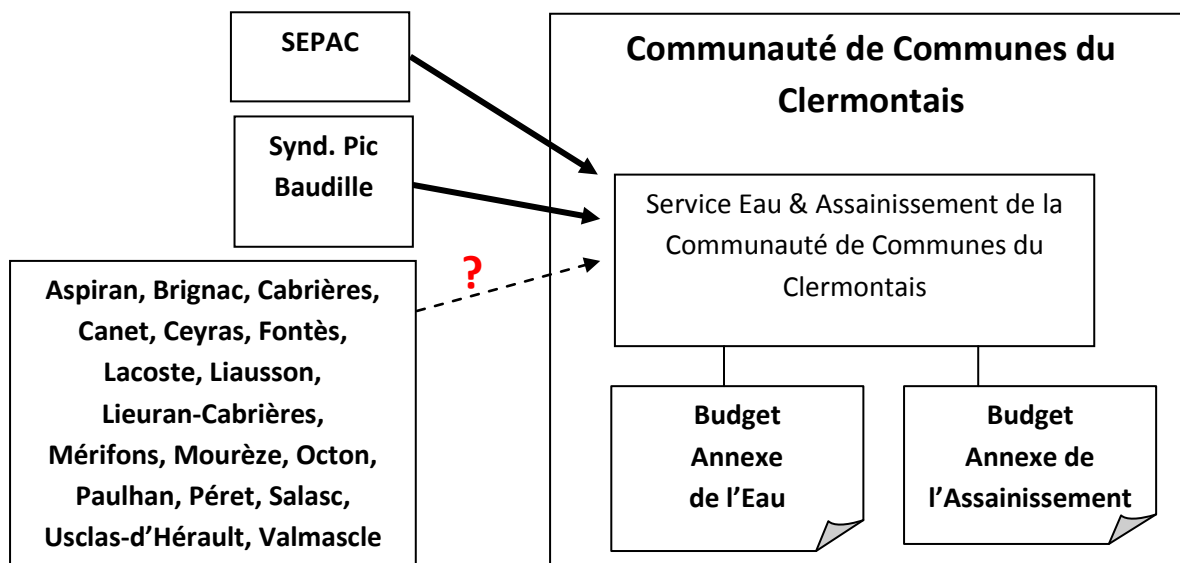 SEPAC
Synd. Pic
Baudille
Aspiran, Brignac, Cabrières,
Canet, Ceyras, Fontès,
Lacoste, Liausson,
Lieuran-Cabrières,
Mérifons, Mourèze, Octon,
Paulhan, Péret, Salasc,
Usclas-d’Hérault, Valmascle
?
Communauté de Communes du
Clermontais
Service Eau & Assainissement de la
Communauté de Communes du
Clermontais
Budget
Annexe
de l’Eau
Budget
Annexe de
l’Assainissement